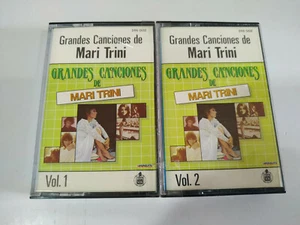 Grandes Canciones de
Mari Trini
GRANDES CANCIONES
DE
MARI TRINI
Vol. 1
Grandes Canciones de
Mari Trini
GRANDES CANCIONES
DE
MARI TRINI
Vol. 2